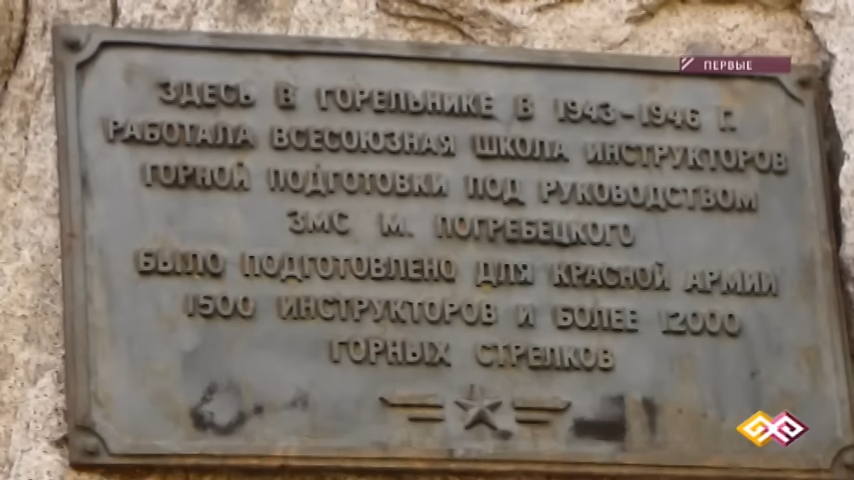 ПЕРВЫЕ
ЗДЕСЬ В ГОРЕЛЬНИКЕ В 1943-1946 Г.
РАБОТАЛА ВСЕСОЮЗНАЯ ШКОЛА ИНСТРУКТОРОВ
ГОРНОЙ ПОДГОТОВКИ ПОД РУКОВОДСТВОМ
ЗМС М. ПОГРЕБЕЦКОГО
БЫЛО ПОДГОТОВЛЕНО ДЛЯ КРАСНОЙ АРМИИ
1500 ИНСТРУКТОРОВ И БОЛЕЕ 12000
ГОРНЫХ СТРЕЛКОВ